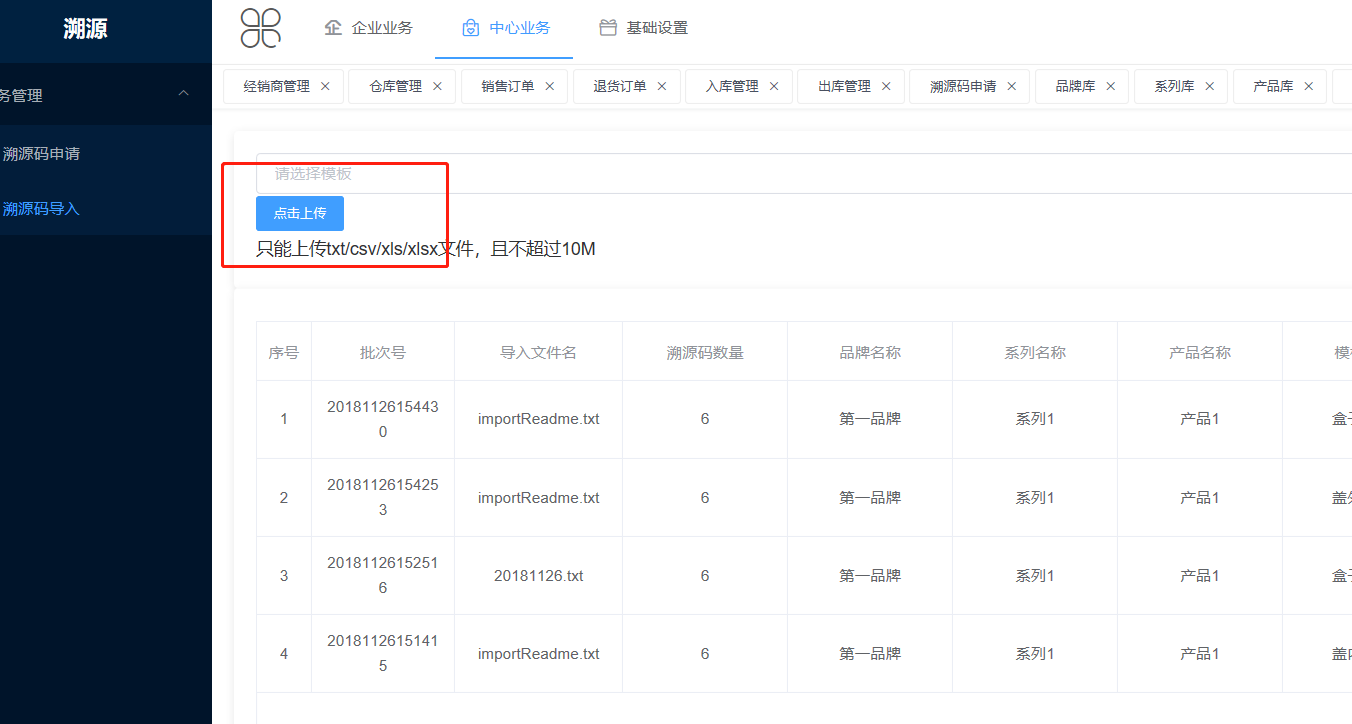 溯源
企业业务 中心业务 基础设置
经销商管理 仓库管理 销售订单 退货订单 入库管理 出库管理 溯源码申请 品牌库 系列库 产品库
务管理
溯源码申请
溯源码导入
请选择模板
点击上传
只能上传txt/csv/xls/xlsx文件，且不超过10M
序号 批次号 导入文件名 溯源码数量 品牌名称 系列名称 产品名称 模
1 2018112615443 importReadme.txt 6 第一品牌 系列1 产品1 盒
0
2 2018112615425 importReadme.txt 6 第一品牌 系列1 产品1 盖
3
3 2018112615251 20181126.txt 6 第一品牌 系列1 产品1 盒
6
4 2018112615141 importReadme.txt 6 第一品牌 系列1 产品1 盖
5